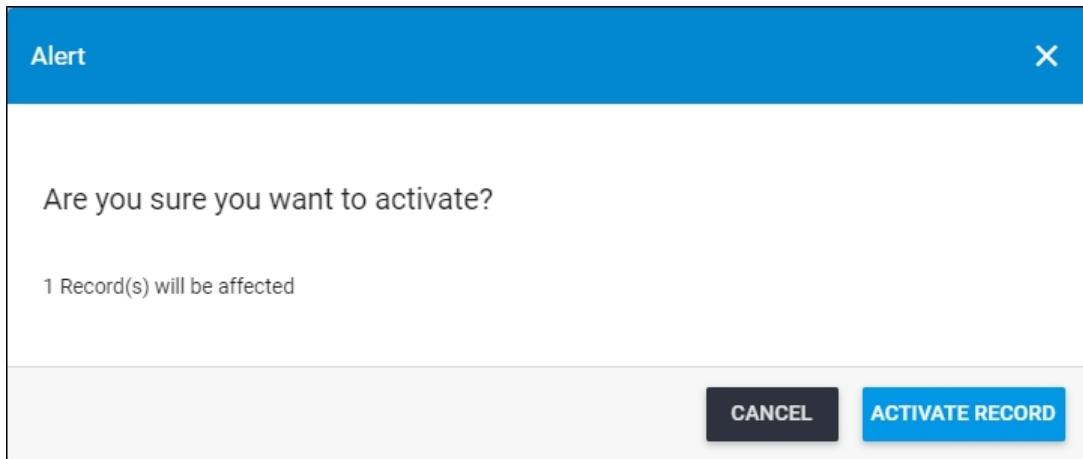 Alert
Are you sure you want to activate?
1 Record(s) will be affected
CANCEL ACTIVATE RECORD